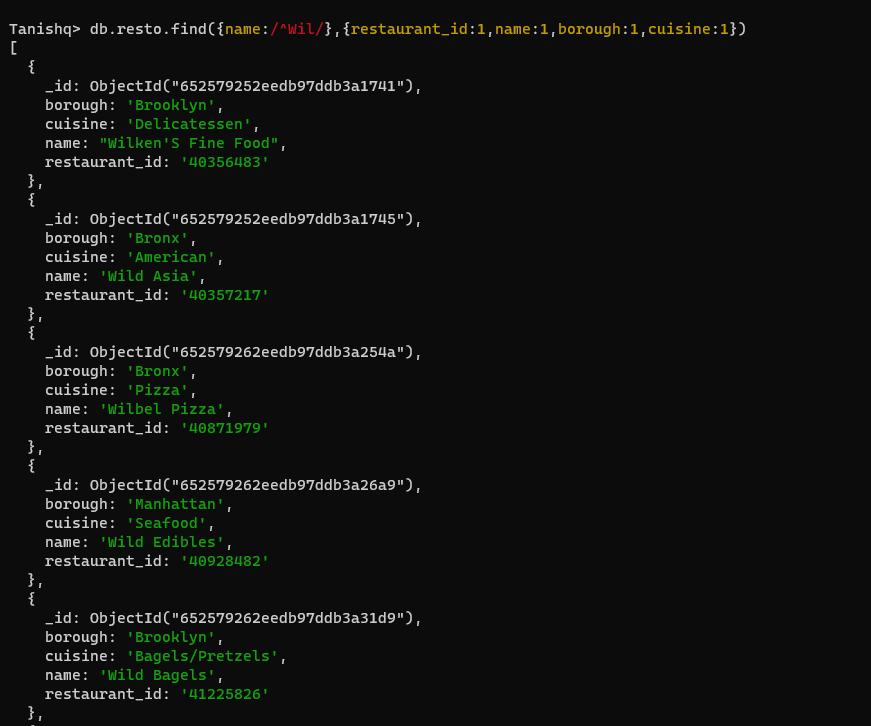 Tanishq> db.resto.find({name:/^Wil/},{restaurant_id:1,name:1,borough:1,cuisine:1})
[
  {
    _id: ObjectId("652579252eedb97ddb3a1741"),
    borough: 'Brooklyn',
    cuisine: 'Delicatessen',
    name: "Wilken'S Fine Food",
    restaurant_id: '40356483'
  },
  {
    _id: ObjectId("652579252eedb97ddb3a1745"),
    borough: 'Bronx',
    cuisine: 'American',
    name: 'Wild Asia',
    restaurant_id: '40357217'
  },
  {
    _id: ObjectId("652579262eedb97ddb3a254a"),
    borough: 'Bronx',
    cuisine: 'Pizza',
    name: 'Wilbel Pizza',
    restaurant_id: '40871979'
  },
  {
    _id: ObjectId("652579262eedb97ddb3a26a9"),
    borough: 'Manhattan',
    cuisine: 'Seafood',
    name: 'Wild Edibles',
    restaurant_id: '40928482'
  },
  {
    _id: ObjectId("652579262eedb97ddb3a31d9"),
    borough: 'Brooklyn',
    cuisine: 'Bagels/Pretzels',
    name: 'Wild Bagels',
    restaurant_id: '41225826'
  },